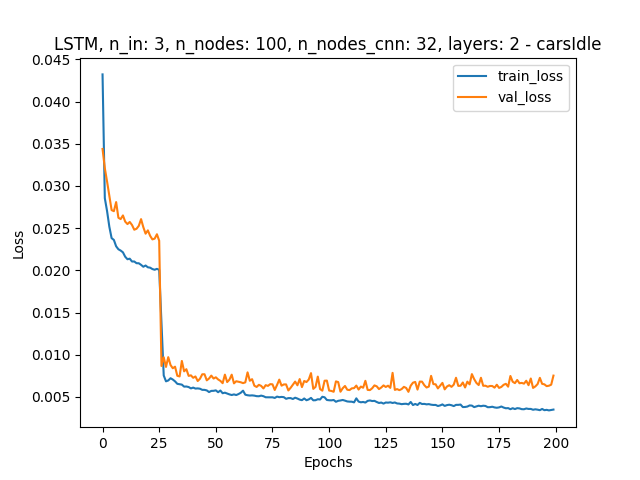 LSTM, n_in: 3, n_nodes: 100, n_nodes_cnn: 32, layers: 2 - carsIdle
train_loss
val_loss
0.045
0.040
0.035
0.030
0.025
0.020
0.015
0.010
0.005
Loss
0 25 50 75 100 125 150 175 200
Epochs